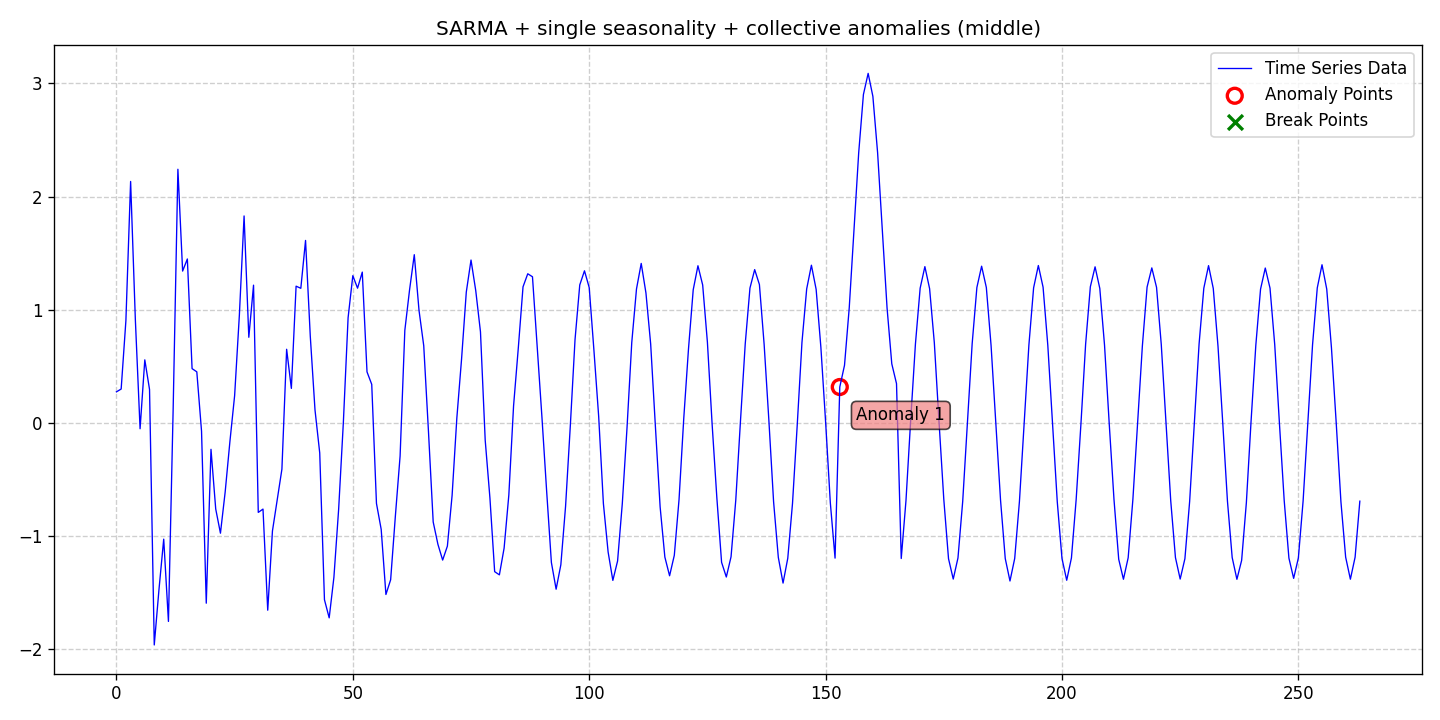 SARMA + single seasonality + collective anomalies (middle)
Time Series Data
Anomaly Points
Break Points
3
2
1
0
−1
−2
Anomaly 1
0
50
100
150
200
250